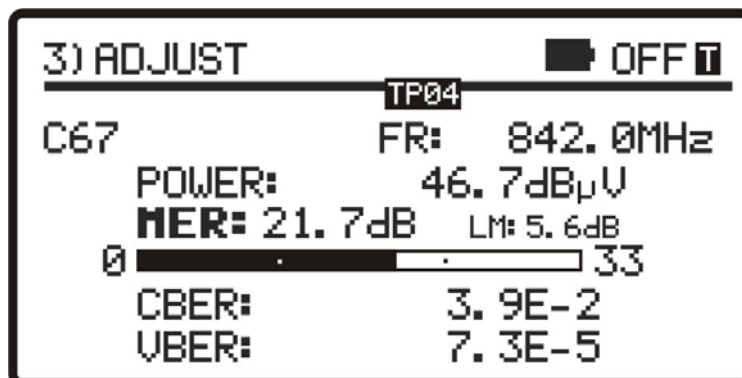 3) ADJUST OFF T
TP04
C67 FR: 842.0MHz
POWER: 46.7dBµV
MER: 21.7dB LM: 5.6dB
0 33
CBER: 3.9E-2
VBER: 7.3E-5